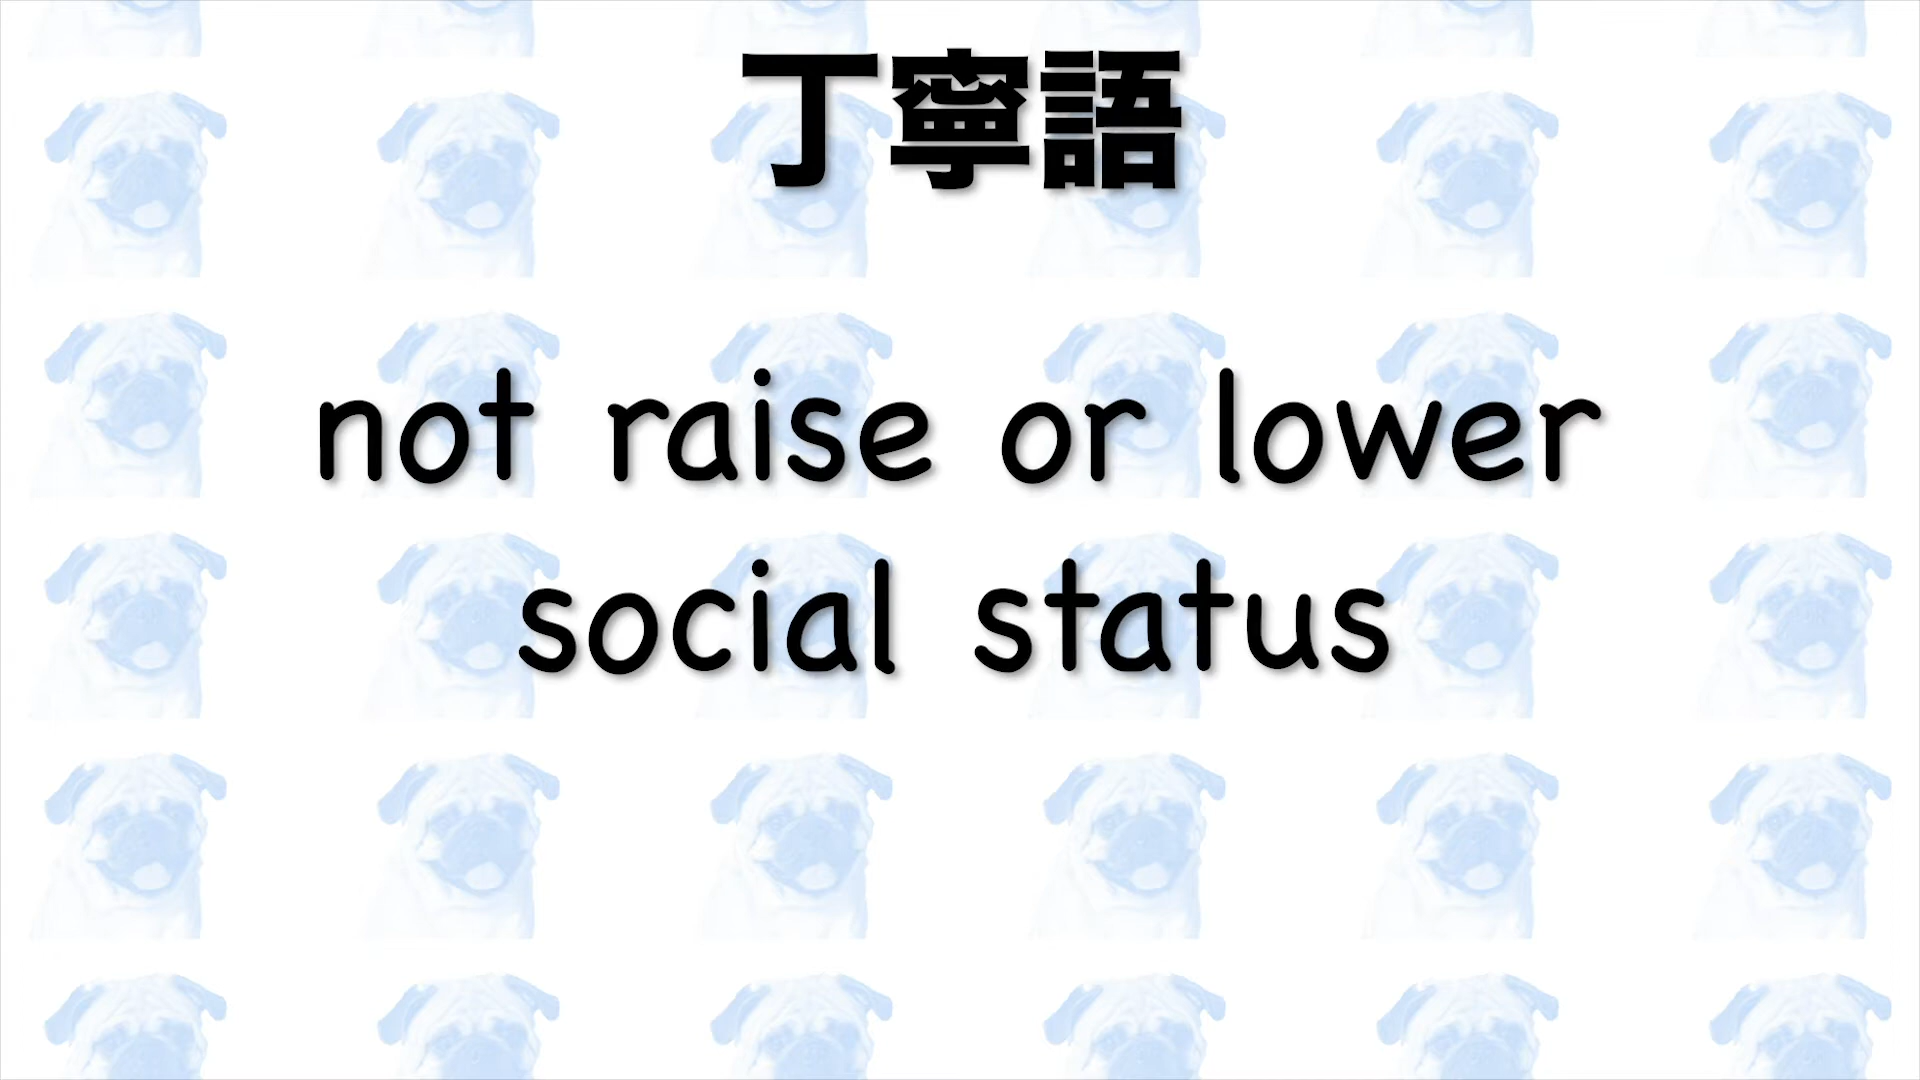 丁寧語
not raise or lower
social status